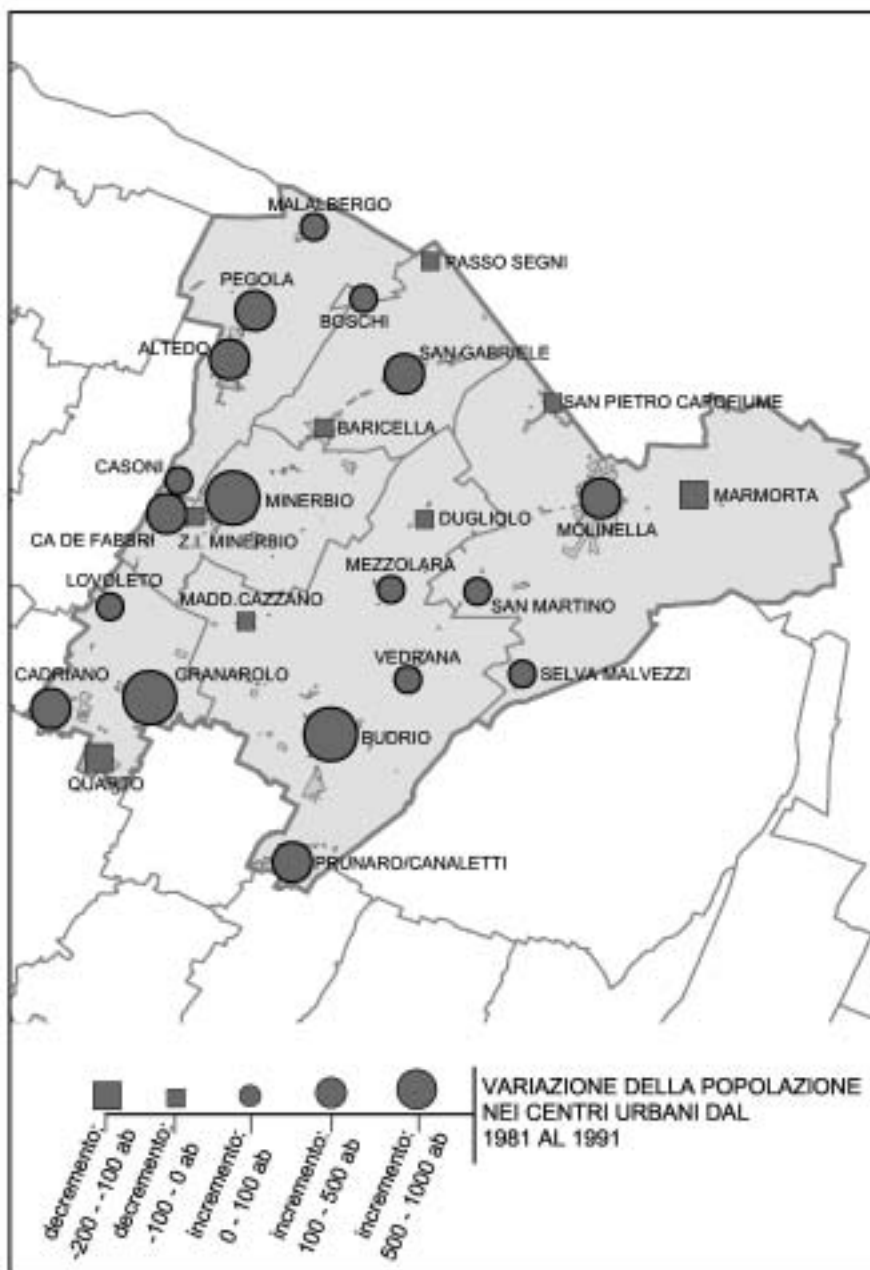 MALALBERGO
PASSO SEGNI
PEGOLA
BOSCHI
ALTEDO
SAN GABRIELE
SAN PIETRO CAPOFIUME
BARICELLA
CASONI
MINERBIO
MARMORTA
CA DE FABBRI
Z.I. MINERBIO
DUGLIOLO
MOLINELLA
LOVOLETO
MADD.CAZZANO
MEZZOLARA
SAN MARTINO
CADRIANO
GRANAROLO
VEDRANA
SELVA MALVEZZI
BUDRIO
QUARTO
PRUNARO/CANALETTI
decremento:
-200 - -100 ab
decremento:
-100 - 0 ab
incremento:
0 - 100 ab
incremento:
100 - 500 ab
incremento:
500 - 1000 ab
VARIAZIONE DELLA POPOLAZIONE
NEI CENTRI URBANI DAL
1981 AL 1991